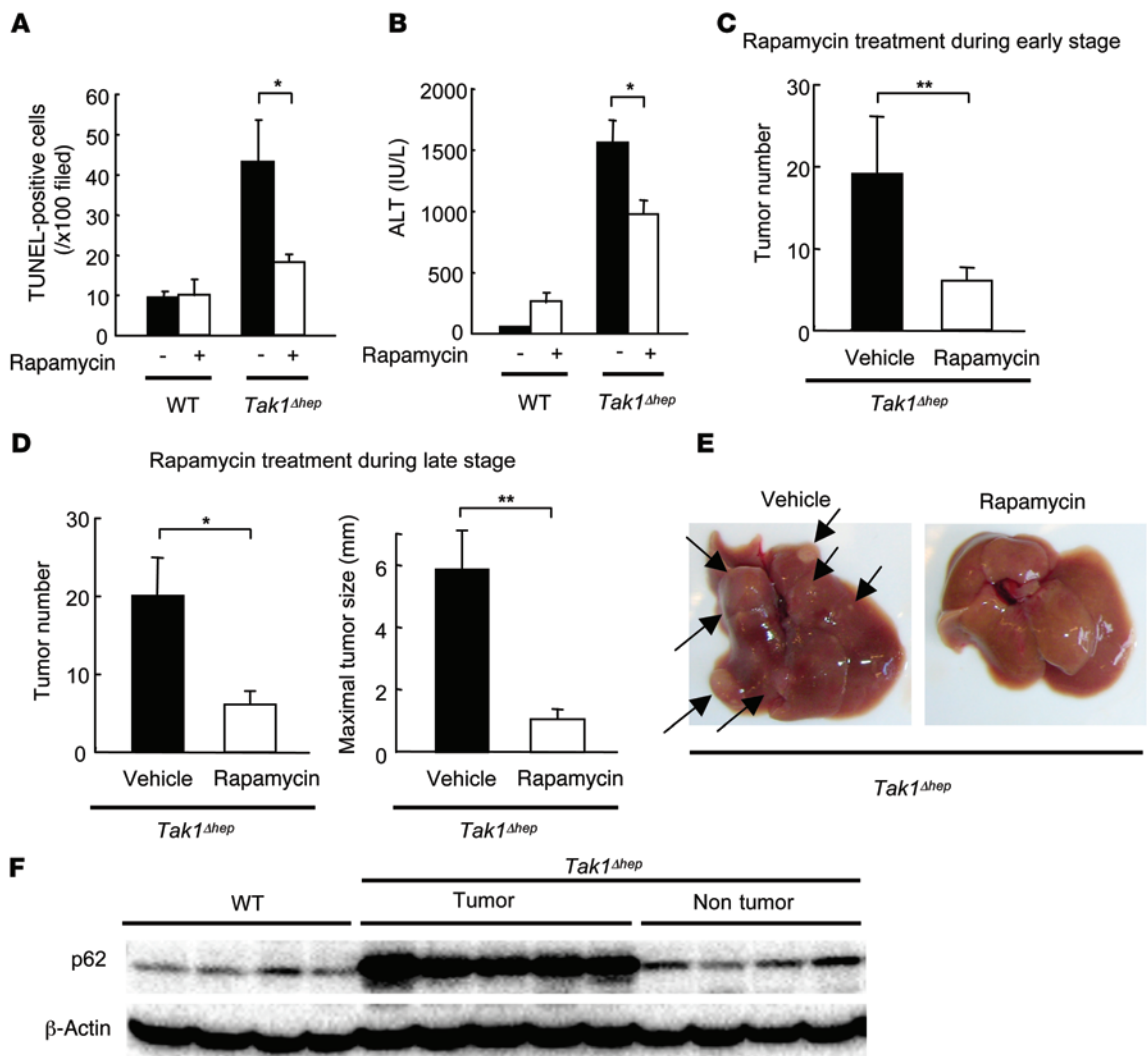 A
TUNEL-positive cells
(/x100 filed)
60
50
40
30
20
10
0
*
Rapamycin - + - +
WT Tak1Δhep
B
ALT (IU/L)
2000
1500
1000
500
0
*
Rapamycin - + - +
WT Tak1Δhep
C
Rapamycin treatment during early stage
Tumor number
30
20
10
0
**
Vehicle Rapamycin
Tak1Δhep
D
Rapamycin treatment during late stage
Tumor number
30
20
10
0
*
Vehicle Rapamycin
Tak1Δhep
Maximal tumor size (mm)
6
4
2
0
**
Vehicle Rapamycin
Tak1Δhep
E
Vehicle Rapamycin
Tak1Δhep
F
Tak1Δhep
WT Tumor Non tumor
p62
β-Actin